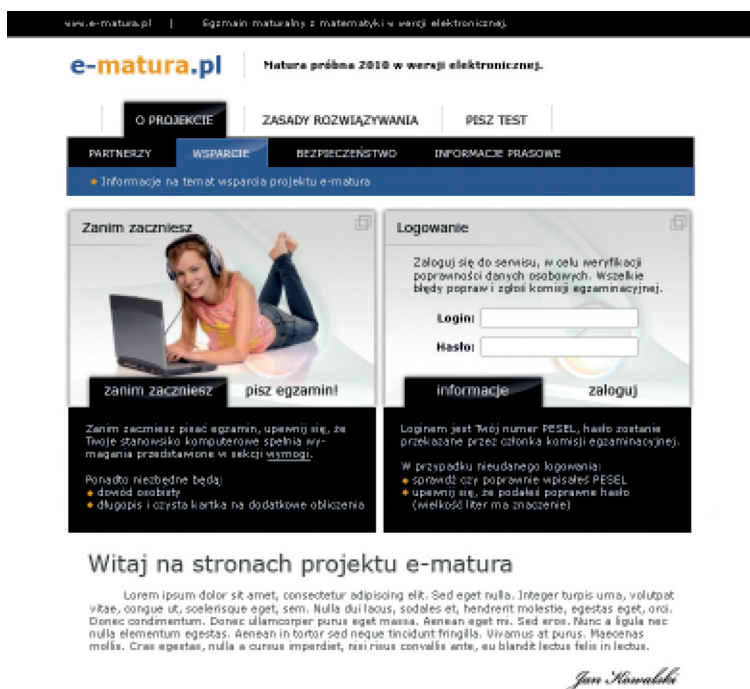 www.e-matura.pl | Egzmain maturalny z matematyki w wersji elektronicznej.
e-matura.pl Matura próbna 2010 w wersji elektronicznej.
O PROJEKCIE ZASADY ROZWIĄZYWANIA PISZ TEST
PARTNERZY WSPARCIE BEZPIECZEŃSTWO INFORMACJE PRASOWE
Informacje na temat wsparcia projektu e-matura
Zanim zaczniesz
zanim zaczniesz pisz egzamin!
Zanim zaczniesz pisać egzamin, upewnij się, że
Twoje stanowsiko komputerowe spełnia wy-
magania przedstawione w sekcji wymogi.
Ponadto niezbędne będą:
dowód osobisty
długopis i czysta kartka na dodatkowe obliczenia
Logowanie
Zaloguj się do serwisu, w celu weryfikacji
poprawności danych osobowych. Wszelkie
błędy popraw i zgłoś komisji egzaminacyjnej.
Login:
Hasło:
informacje zaloguj
Loginem jest Twój numer PESEL, hasło zostanie
przekazane przez członka komisji egzaminacyjnej.
W przypadku nieudanego logowania:
sprawdź czy poprawnie wpisałeś PESEL
upewnij się, że podałeś poprawne hasło
(wielkość liter ma znaczenie)
Witaj na stronach projektu e-matura
Lorem ipsum dolor sit amet, consectetur adipiscing elit. Sed eget nulla. Integer turpis urna, volutpat
vitae, congue ut, scelerisque eget, sem. Nulla dui lacus, sodales et, hendrerit molestie, egestas eget, orci.
Donec condimentum. Donec ullamcorper purus eget massa. Aenean eget mi. Sed eros. Nunc a ligula nec
nulla elementum egestas. Aenean in tortor sed neque tincidunt fringilla. Vivamus at purus. Maecenas
mollis. Cras egestas, nulla a cursus imperdiet, nisi risus convallis ante, eu blandit lectus felis in lectus.
Jan Kowalski